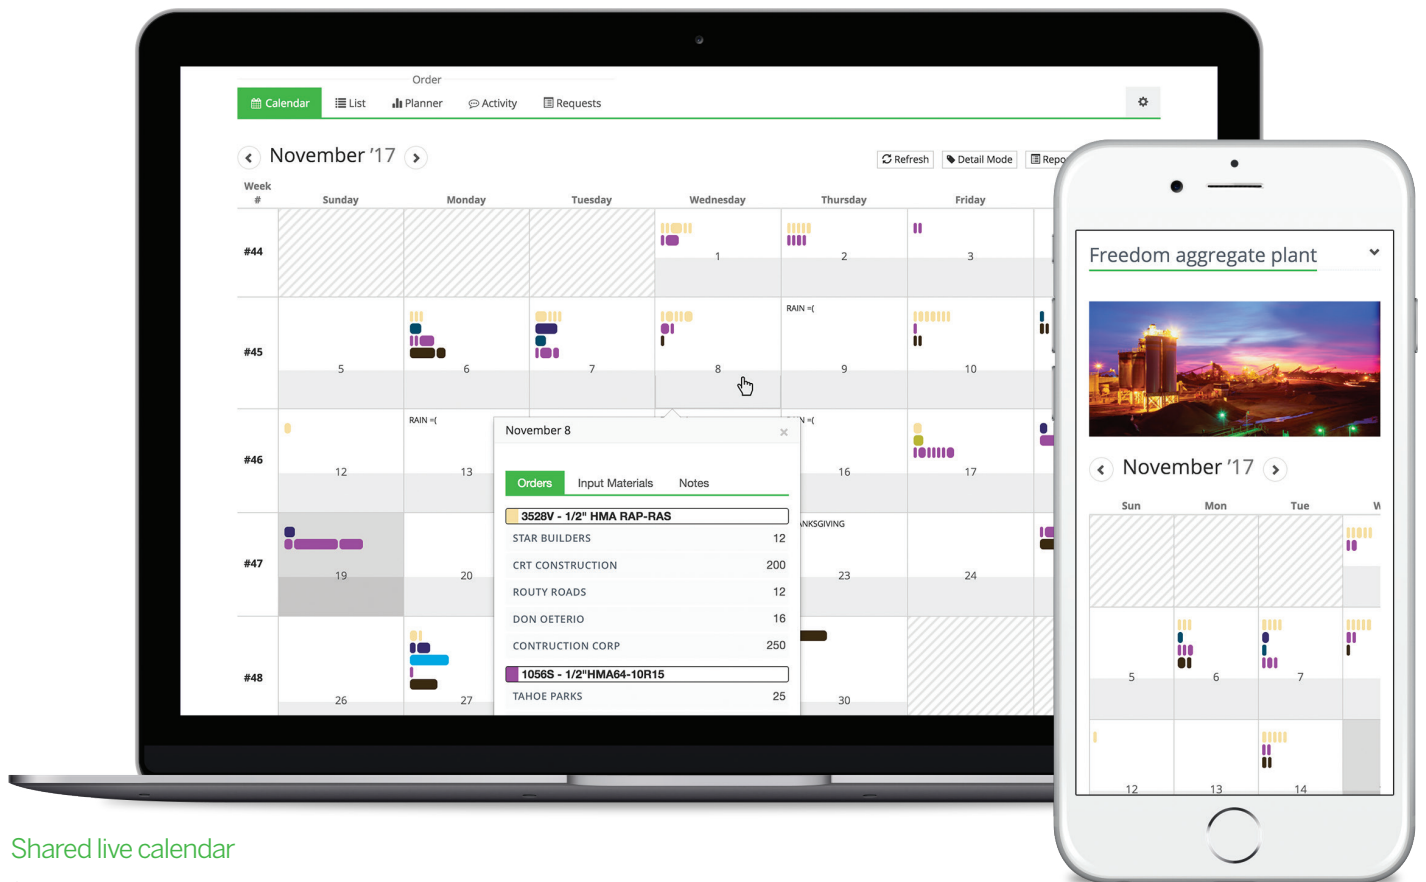 Order
Calendar List Planner Activity Requests
November '17
Refresh Detail Mode
Week
# Sunday Monday Tuesday Wednesday Thursday Friday
#44 1 2 3
RAIN =(
#45 5 6 7 8 9 10
RAIN =(
#46 12 13 16 17
#47 19 20 23 24
#48 26 27 30
November 8 ×
Orders Input Materials Notes
3528V - 1/2" HMA RAP-RAS
STAR BUILDERS 12
CRT CONSTRUCTION 200
ROUTY ROADS 12
DON OETERIO 16
CONTRUCTION CORP 250
1056S - 1/2"HMA64-10R15
TAHOE PARKS 25
Freedom aggregate plant
November '17
Sun Mon Tue
5 6 7
12 13 14
Shared live calendar